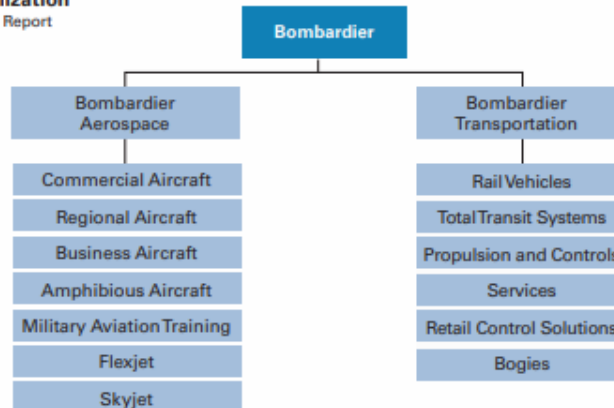 Report
Bombardier
Bombardier
Aerospace
Commercial Aircraft
Regional Aircraft
Business Aircraft
Amphibious Aircraft
Military Aviation Training
Flexjet
Skyjet
Bombardier
Transportation
Rail Vehicles
Total Transit Systems
Propulsion and Controls
Services
Retail Control Solutions
Bogies